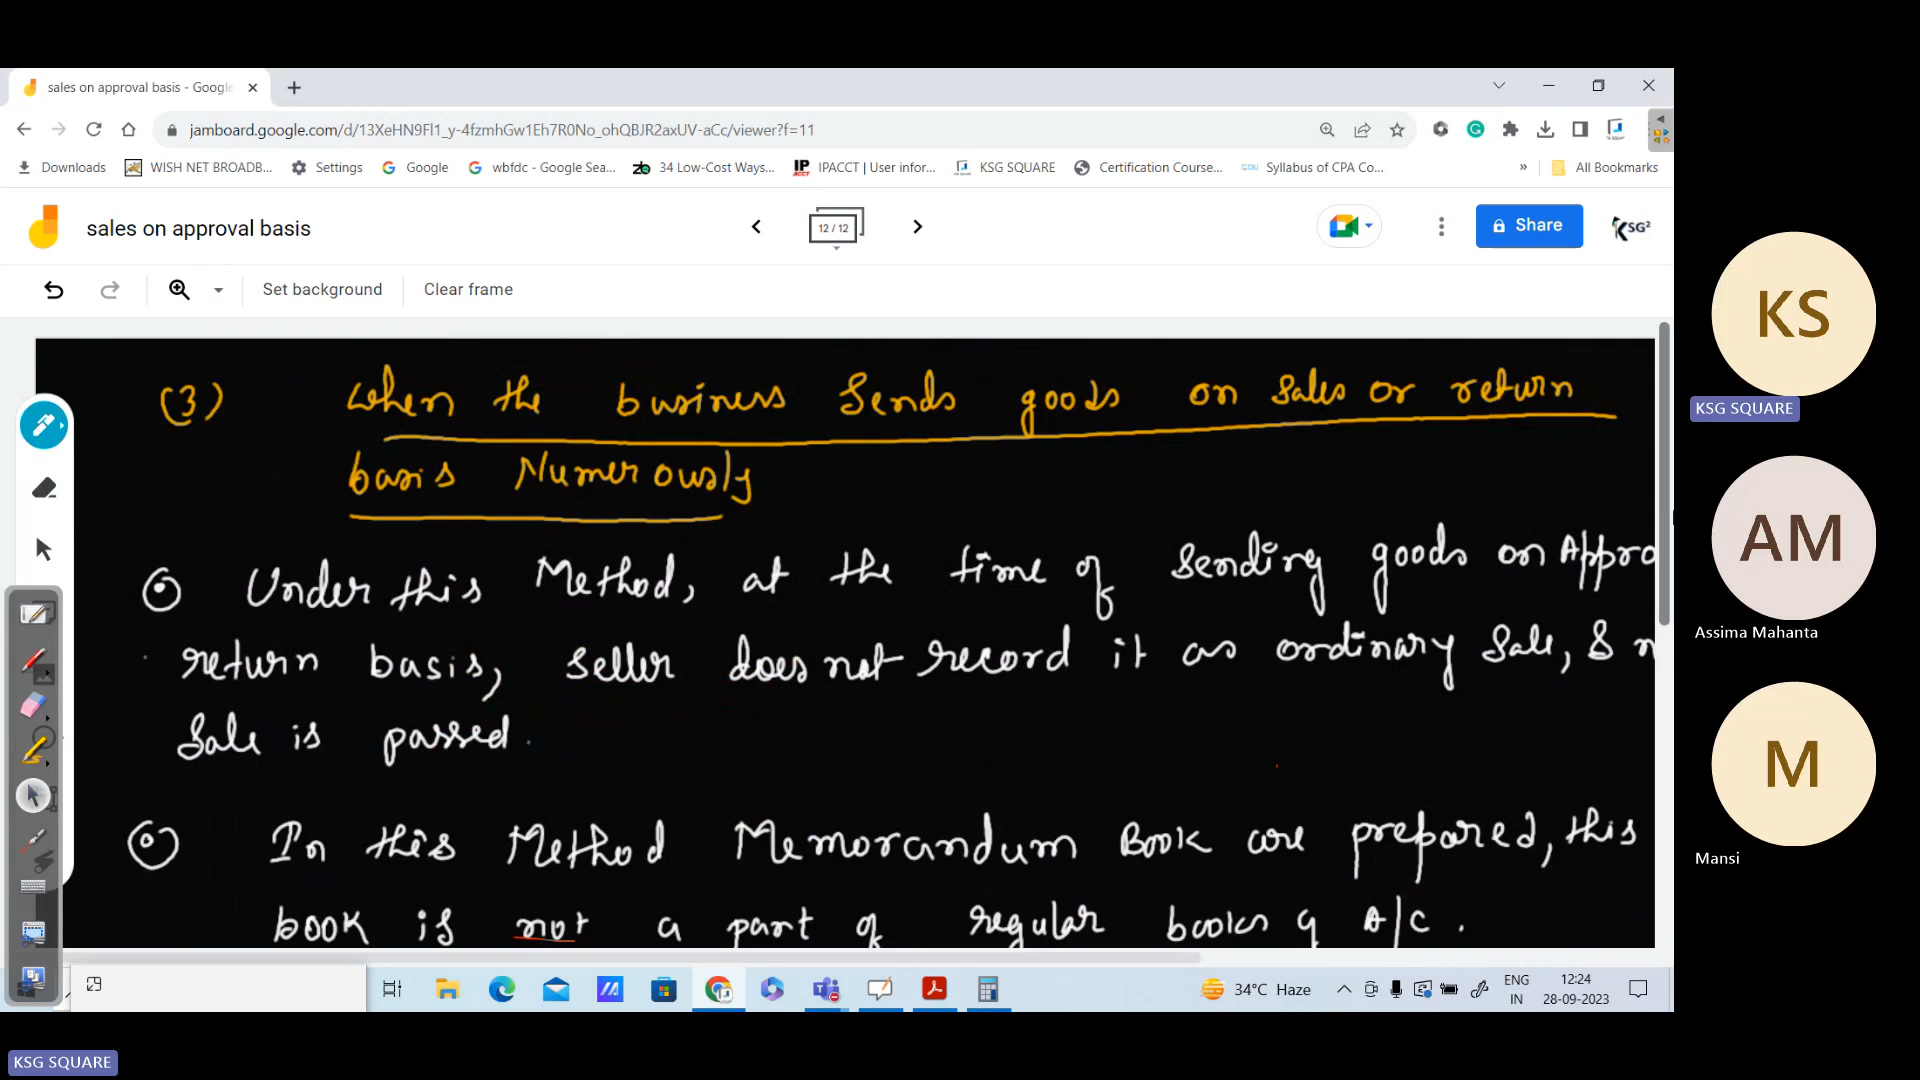 sales on approval basis - Google
jamboard.google.com/d/13XeHN9Fl1_y-4fzmhGw1Eh7R0No_ohQBJR2axUV-aCc/viewer?f=11
Downloads WISH NET BROADB... Settings Google wbfdc - Google Sea... 34 Low-Cost Ways... IPACCT | User infor... KSG SQUARE Certification Course... Syllabus of CPA Co... » All Bookmarks
sales on approval basis 12 / 12 Share KSG²
Set background Clear frame
(3) When the business Sends goods on Sales or return
basis Numerously
Under this Method, at the time of Sending goods on Appro
return basis, seller does not record it as ordinary Sale, &
Sale is passed.
In this Method Memorandum Book are prepared, this
book is not a part of regular books of A/C.
KS
KSG SQUARE
AM
Assima Mahanta
M
Mansi
34°C Haze ENG IN 12:24 28-09-2023
KSG SQUARE